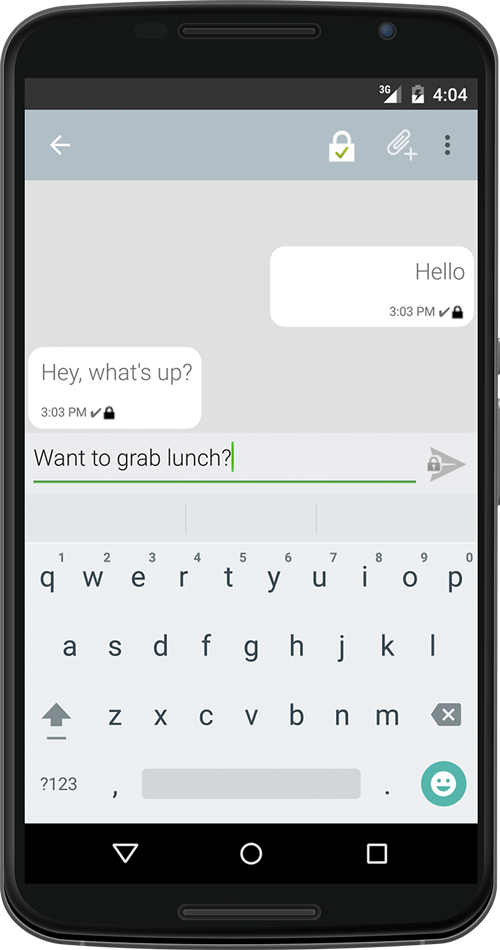 3G 4:04
Hello
3:03 PM
Hey, what's up?
3:03 PM
Want to grab lunch?
1 2 3 4 5 6 7 8 9 0
q w e r t y u i o p
a s d f g h j k l
z x c v b n m
?123 , .